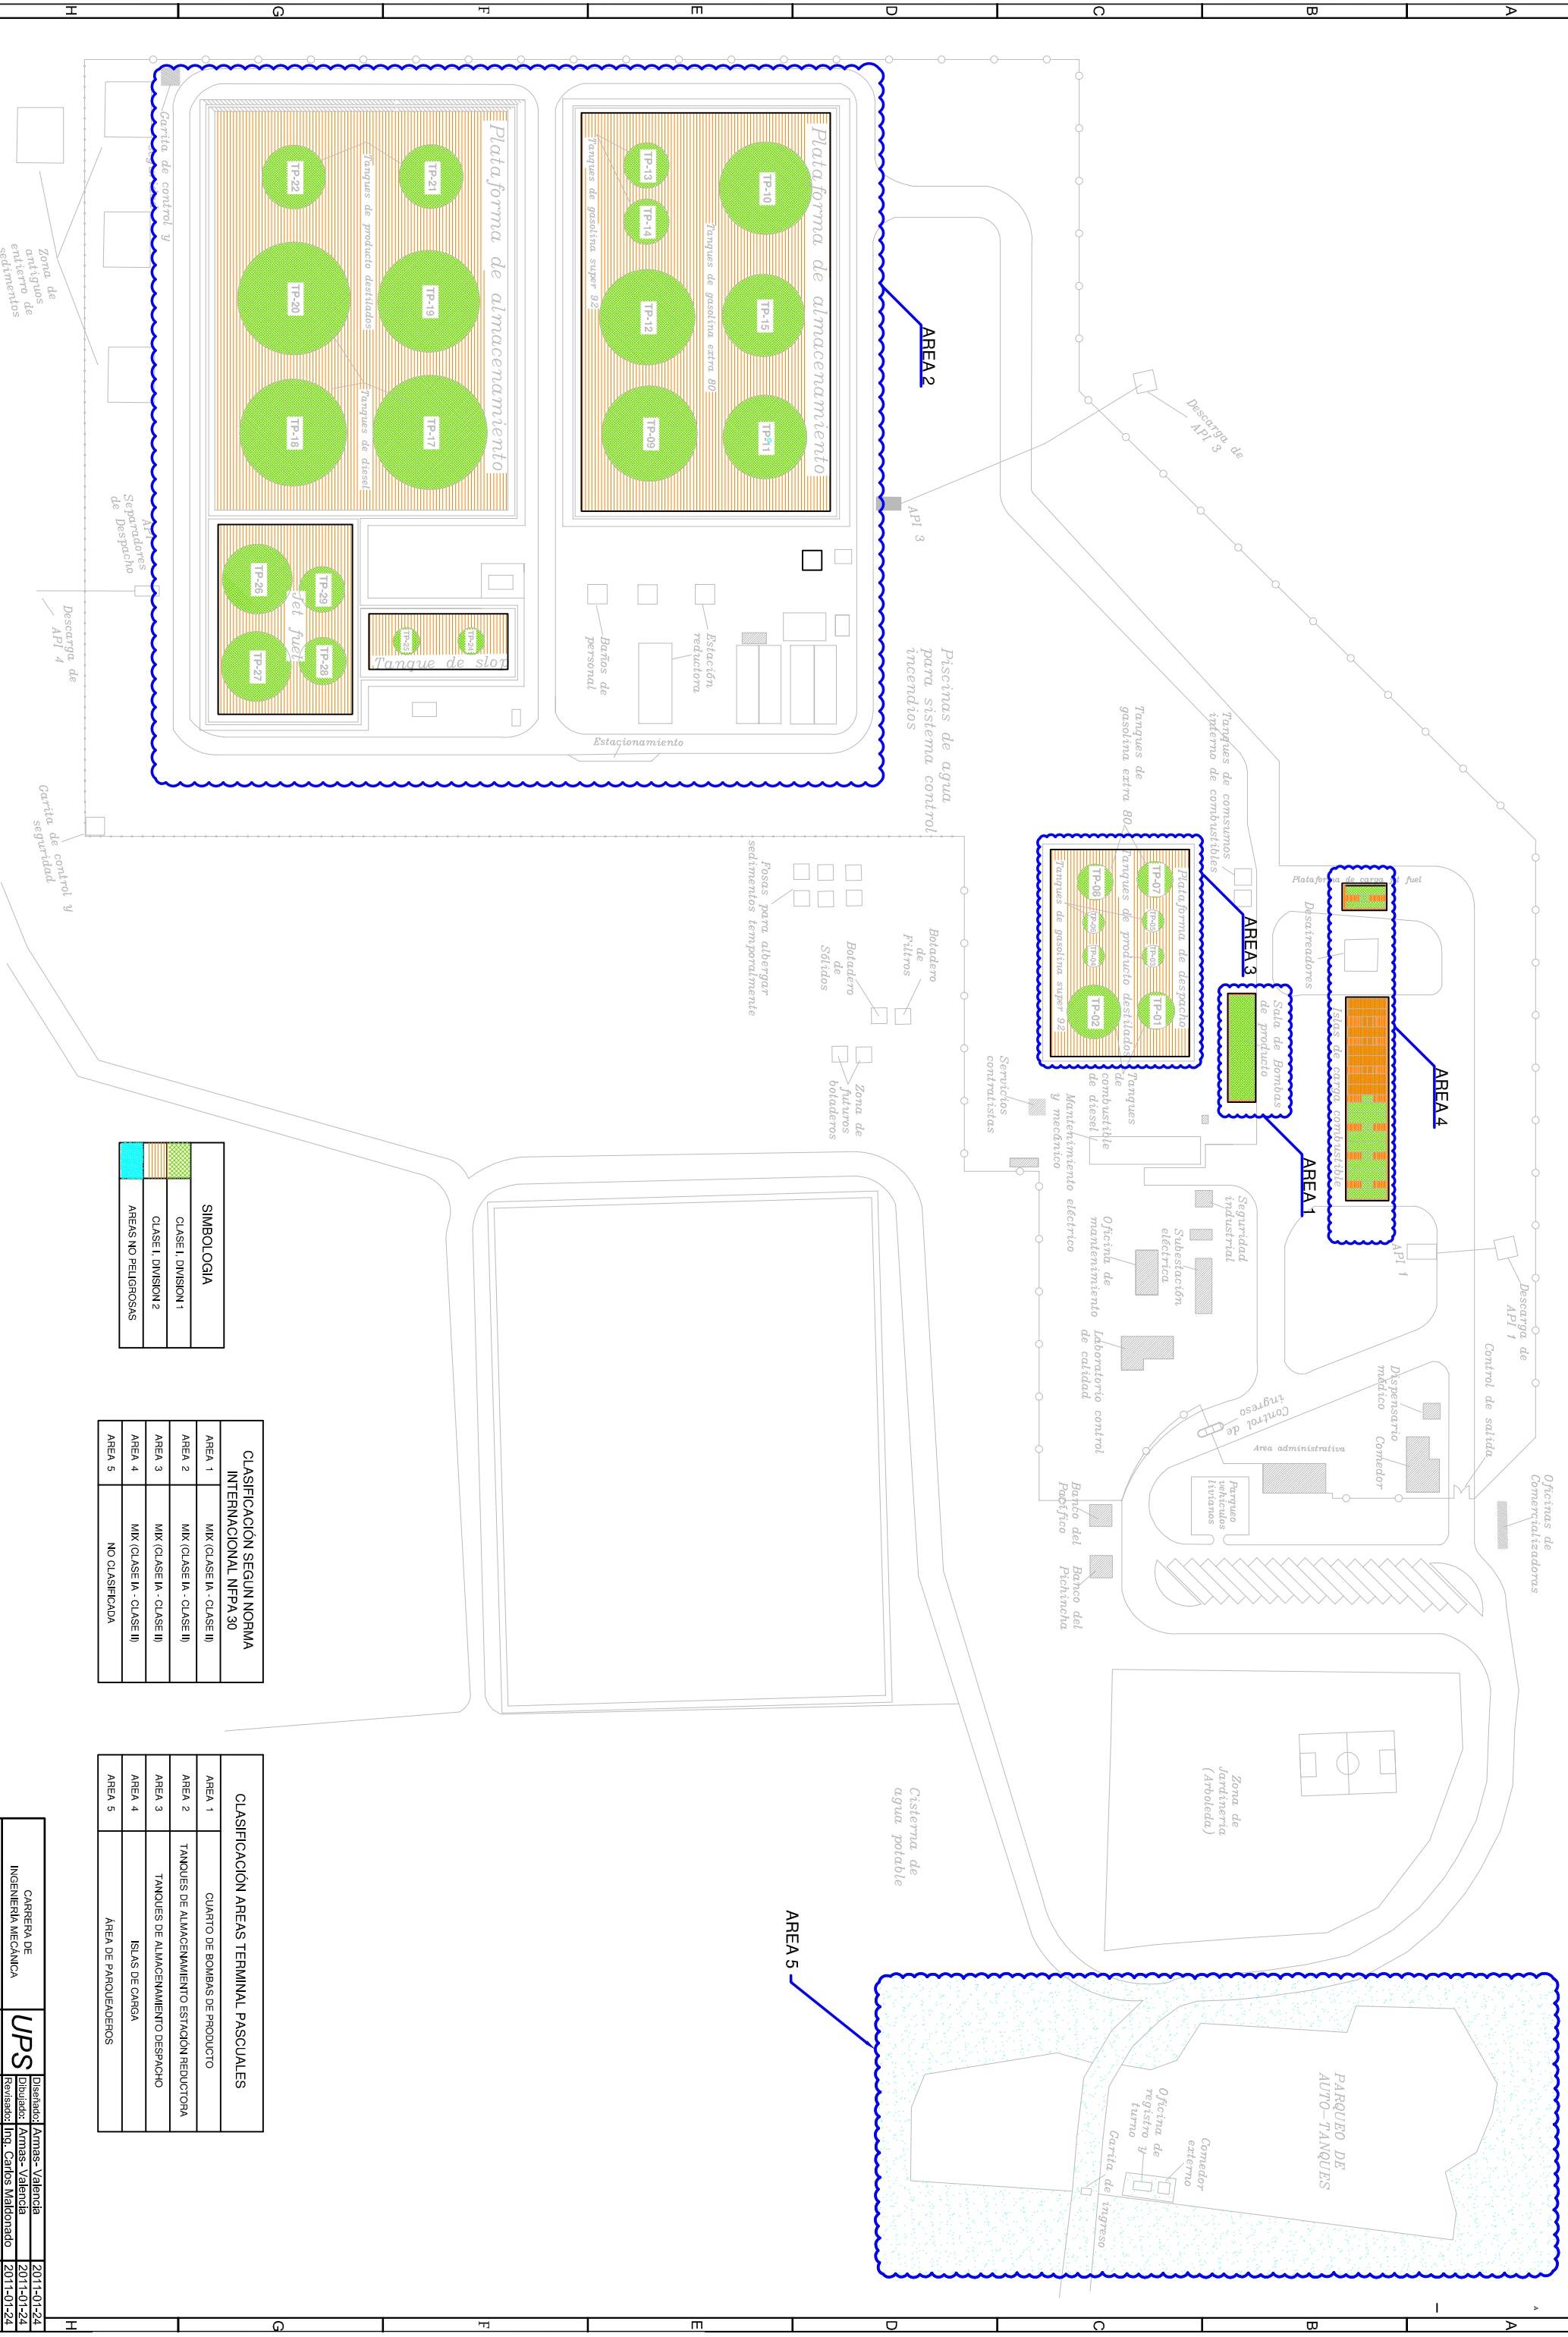 H
G
F
E
D
C
B
A
Garita de control y
Zona de
antiguos
entierro de
sedimentos
Plataforma de almacenamiento
TP-22
TP-21
Tanques de producto destilados
TP-20
TP-19
TP-18
TP-17
Tanques de diesel
Plataforma de almacenamiento
TP-13
TP-14
TP-10
Tanques de gasolina super 92
Tanques de gasolina extra 80
TP-12
TP-15
TP-09
TP-11
AREA 2
Descarga de
API 3
API 3
Separadores
de Despacho
Descarga de
API 4
TP-26
TP-29
Jet fuel
TP-27
TP-28
TP-25
TP-24
Tanque de slop
Baños de
personal
Estación
reductora
Estacionamiento
Piscinas de agua
para sistema control
incendios
Garita de control y
seguridad
Tanques de
gasolina extra 80
Tanques de comsumos
interno de combustibles
Plataforma de despacho
TP-07
TP-08
TP-05
TP-06
TP-03
TP-04
TP-01
TP-02
Tanques de producto destilados
Tanques de gasolina super 92
AREA 3
Tanques
de
combustible
de diesel
Plataforma de carga jet fuel
Desaireadores
Sala de Bombas
de producto
Islas de carga combustible
AREA 4
AREA 1
Fosas para albergar
sedimentos temporalmente
Botadero
de
Sólidos
Botadero
de
Filtros
Zona de
futuros
botaderos
Servicios
contratistas
Mantenimiento eléctrico
y mecánico
Oficina de
mantenimiento
Subestación
eléctrica
Seguridad
industrial
Laboratorio control
de calidad
API 1
Descarga de
API 1
Control de salida
Dispensario
médico
Comedor
Control de
ingreso
Area administrativa
Parqueo
vehículos
livianos
Oficinas de
Comercializadoras
Banco del
Pacífico
Banco del
Pichincha
Zona de
Jardinería
(Arboleda)
Cisterna de
agua potable
AREA 5
PARQUEO DE
AUTO-TANQUES
Comedor
externo
Oficina de
registro y
turno
Garita de ingreso
SIMBOLOGIA
CLASE I, DIVISION 1
CLASE I, DIVISION 2
AREAS NO PELIGROSAS
CLASIFICACIÓN SEGUN NORMA
INTERNACIONAL NFPA 30
AREA 1 MIX (CLASE IA - CLASE II)
AREA 2 MIX (CLASE IA - CLASE II)
AREA 3 MIX (CLASE IA - CLASE II)
AREA 4 MIX (CLASE IA - CLASE II)
AREA 5 NO CLASIFICADA
CLASIFICACIÓN AREAS TERMINAL PASCUALES
AREA 1 CUARTO DE BOMBAS DE PRODUCTO
AREA 2 TANQUES DE ALMACENAMIENTO ESTACIÓN REDUCTORA
AREA 3 TANQUES DE ALMACENAMIENTO DESPACHO
AREA 4 ISLAS DE CARGA
AREA 5 ÁREA DE PARQUEADEROS
CARRERA DE
INGENIERÍA MECÁNICA
UPS
Diseñado: Armas- Valencia 2011-01-24
Dibujado: Armas- Valencia 2011-01-24
Revisado: Ing. Carlos Maldonado 2011-01-24
H
G
F
E
D
C
B
A